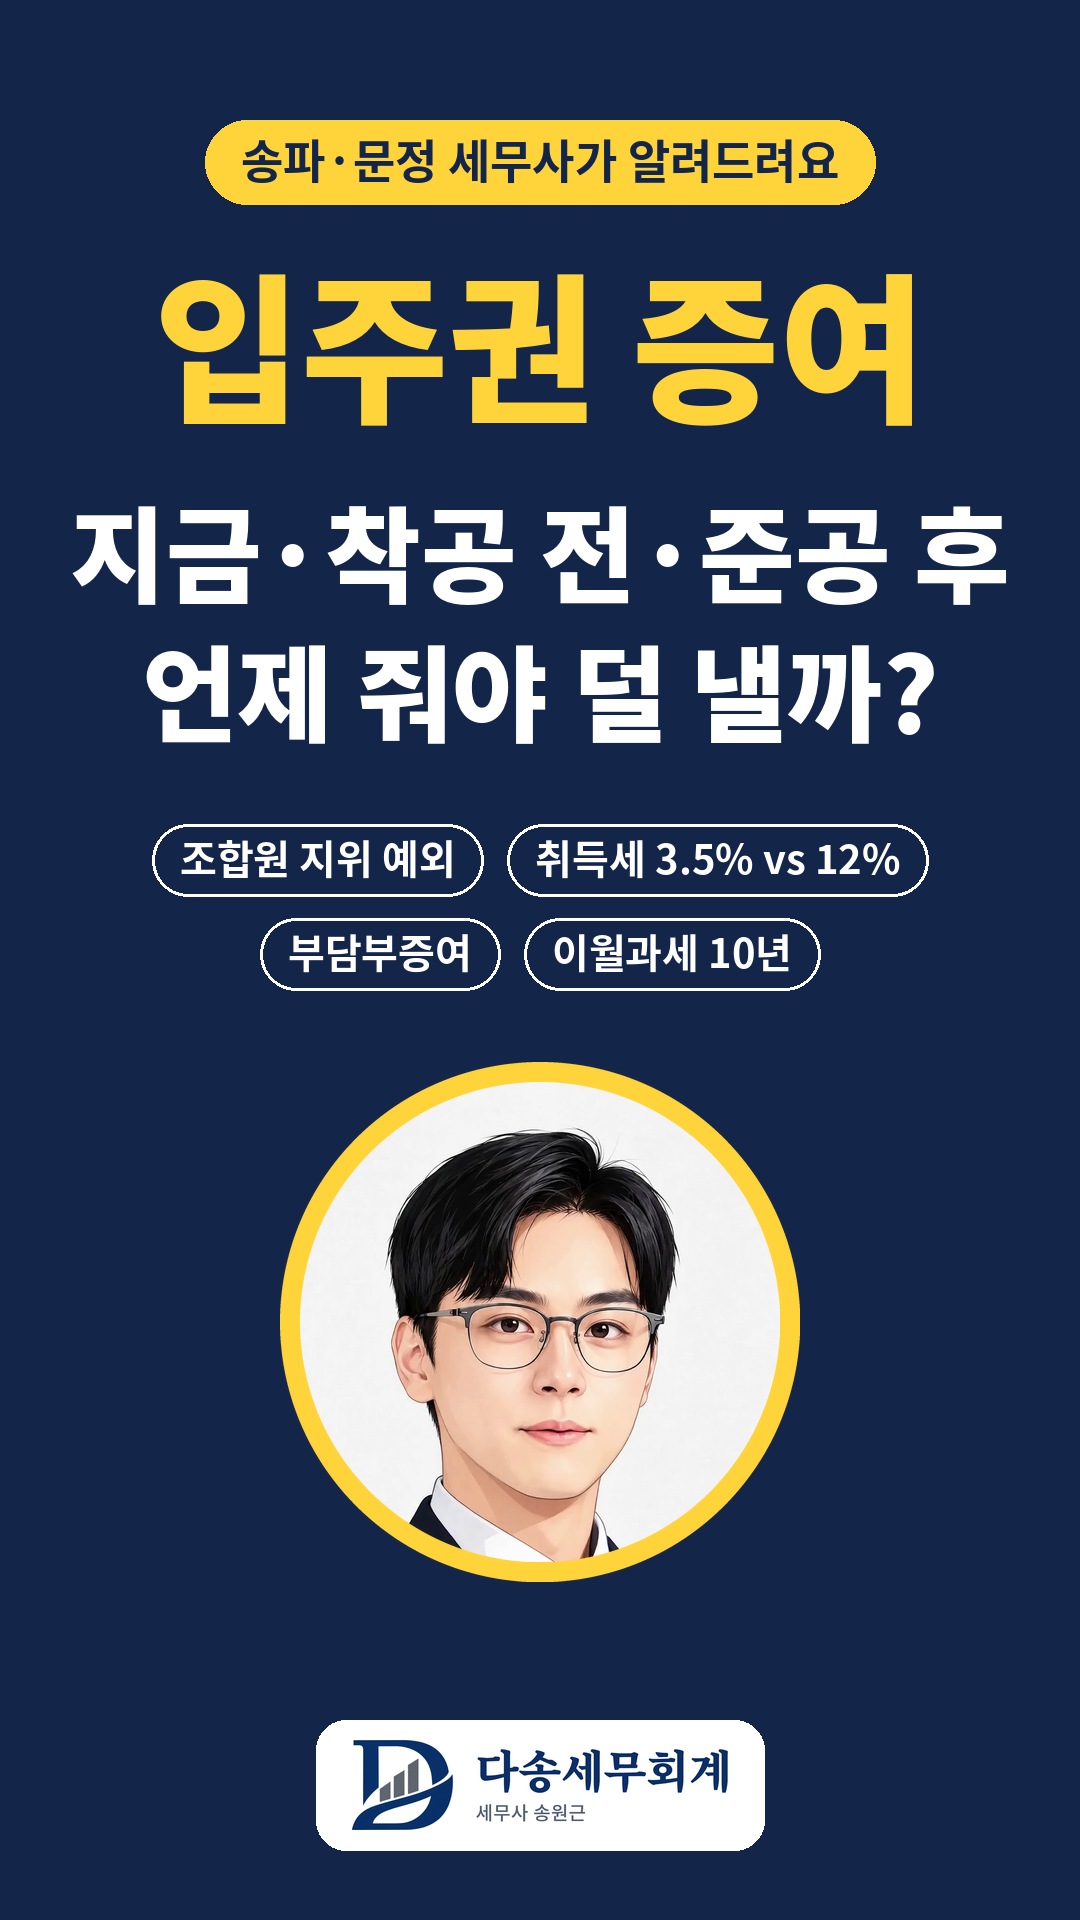 송파·문정 세무사가 알려드려요
입주권 증여
지금·착공 전·준공 후
언제 줘야 덜 낼까?
조합원 지위 예외
취득세 3.5% vs 12%
부담부증여
이월과세 10년
다송세무회계
세무사 송원근